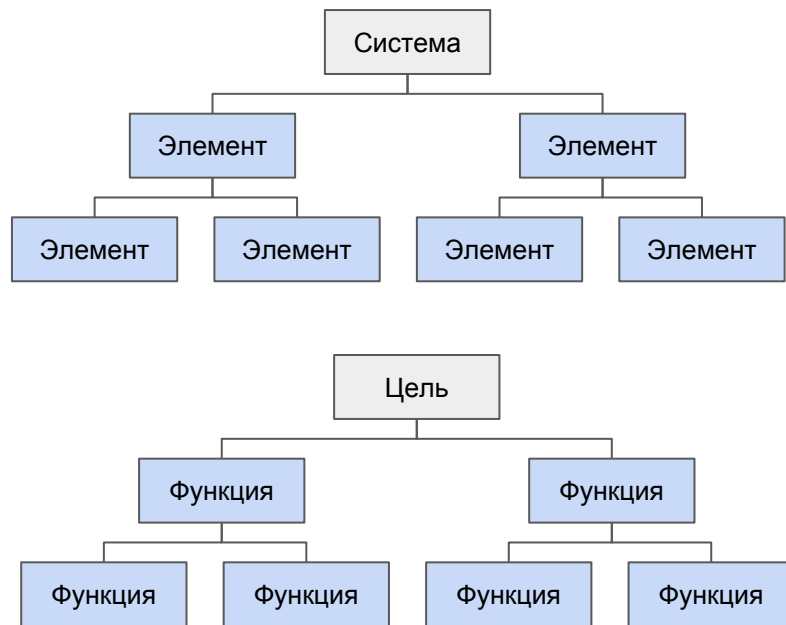 Система
Элемент
Элемент
Элемент
Элемент
Элемент
Элемент
Цель
Функция
Функция
Функция
Функция
Функция
Функция